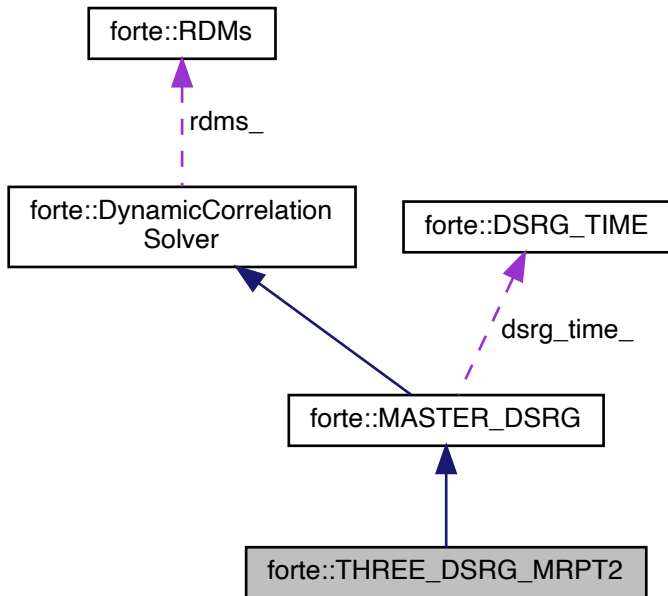 forte::RDMs
rdms_
forte::DynamicCorrelation
Solver
forte::DSRG_TIME
dsrg_time_
forte::MASTER_DSRG
forte::THREE_DSRG_MRPT2